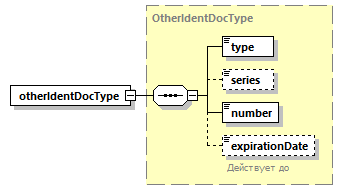 OtherIdentDocType
type
series
otherIdentDocType
number
expirationDate
Действует до